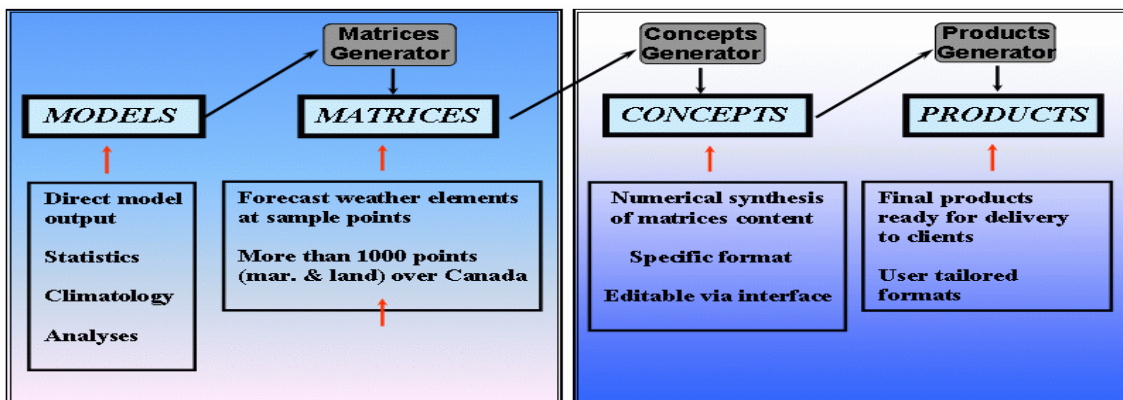 Matrices
Generator
Concepts
Generator
Products
Generator
MODELS
MATRICES
CONCEPTS
PRODUCTS
Direct model
output
Statistics
Climatology
Analyses
Forecast weather elements
at sample points
More than 1000 points
(mar. & land) over Canada
Numerical synthesis
of matrices content
Specific format
Editable via interface
Final products
ready for delivery
to clients
User tailored
formats